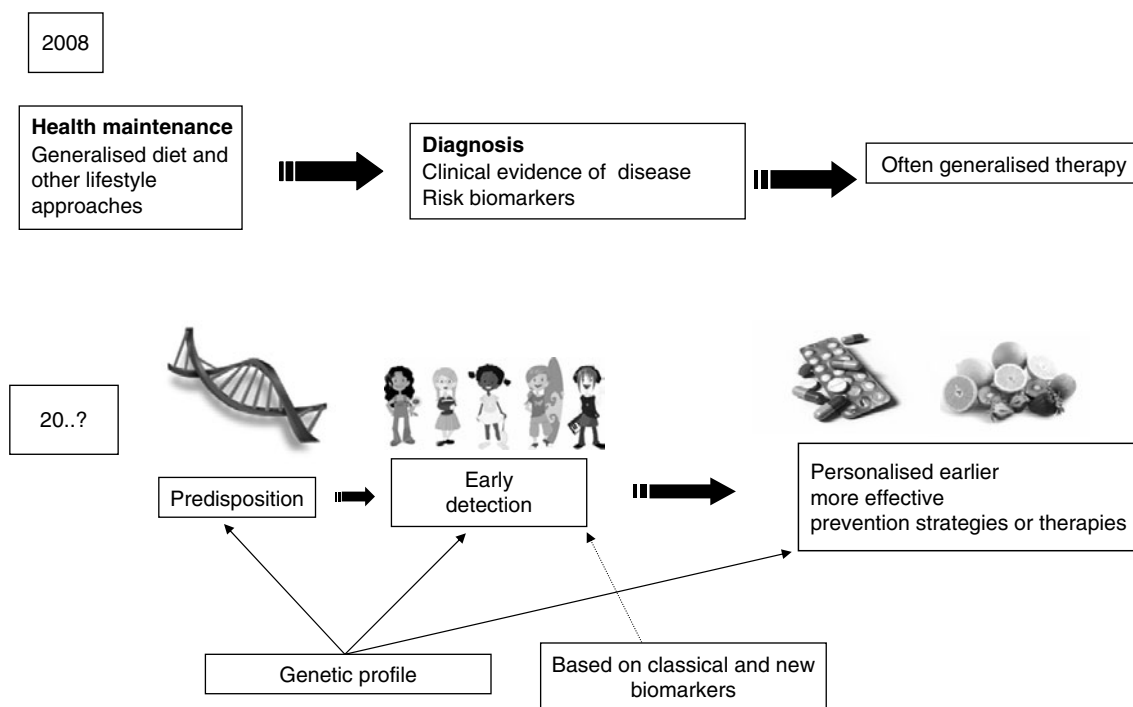 2008
Health maintenance
Generalised diet and
other lifestyle
approaches
Diagnosis
Clinical evidence of disease
Risk biomarkers
Often generalised therapy
20..?
Predisposition
Early
detection
Personalised earlier
more effective
prevention strategies or therapies
Genetic profile
Based on classical and new
biomarkers